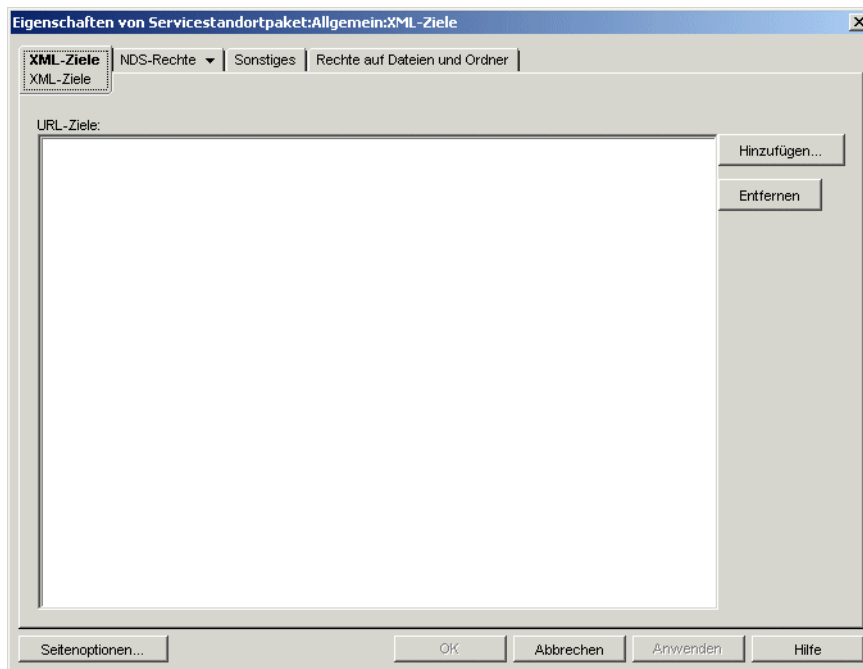 Eigenschaften von Servicestandortpaket:Allgemein:XML-Ziele
XML-Ziele NDS-Rechte Sonstiges Rechte auf Dateien und Ordner
XML-Ziele
URL-Ziele:
Hinzufügen...
Entfernen
Seitenoptionen... OK Abbrechen Anwenden Hilfe